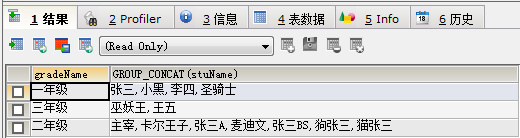 1 结果 2 Profiler 3 信息 4 表数据 5 Info 6 历史
(Read Only)
gradeName GROUP_CONCAT(stuName)
一年级 张三,小黑,李四,圣骑士
三年级 巫妖王,王五
二年级 主宰,卡尔王子,张三A,麦迪文,张三BS,狗张三,猫张三